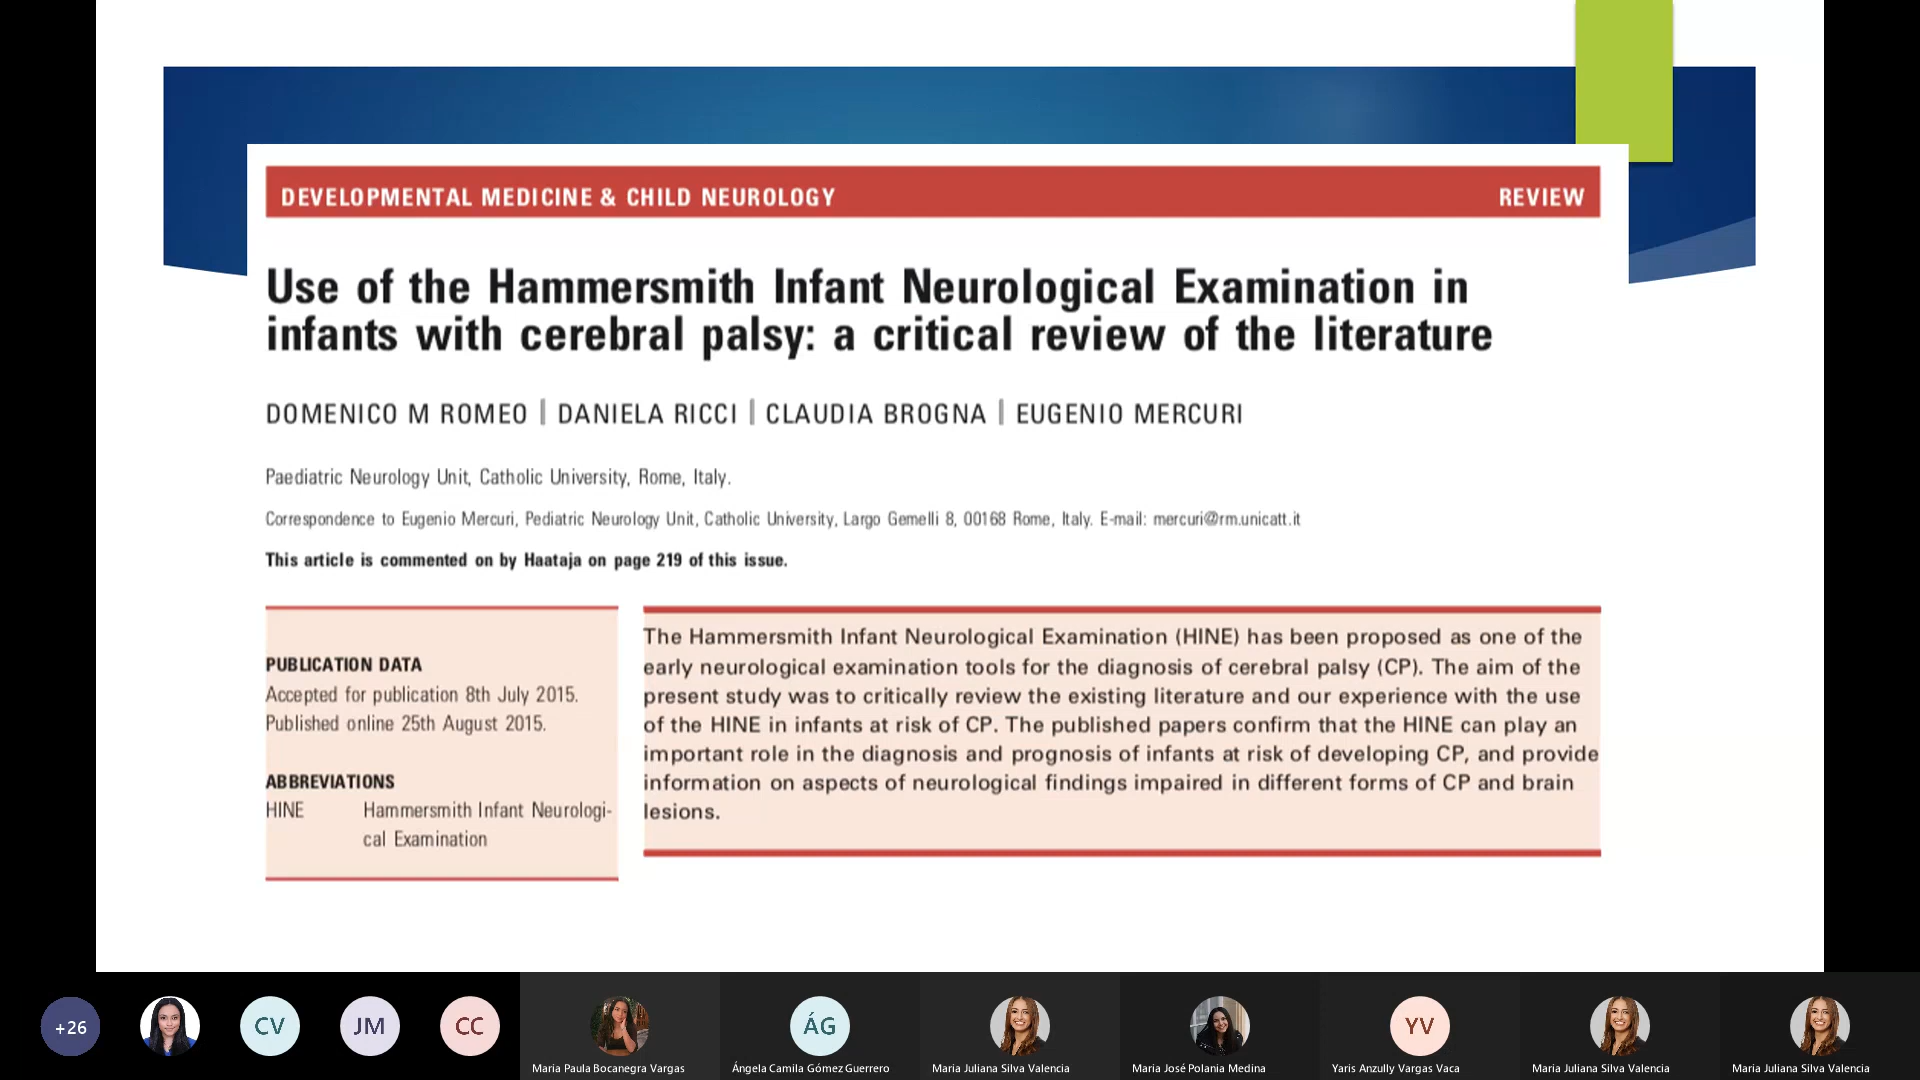 DEVELOPMENTAL MEDICINE & CHILD NEUROLOGY REVIEW
Use of the Hammersmith Infant Neurological Examination in
infants with cerebral palsy: a critical review of the literature
DOMENICO M ROMEO | DANIELA RICCI | CLAUDIA BROGNA | EUGENIO MERCURI
Paediatric Neurology Unit, Catholic University, Rome, Italy.
Correspondence to Eugenio Mercuri, Pediatric Neurology Unit, Catholic University, Largo Gemelli 8, 00168 Rome, Italy. E-mail: mercuri@rm.unicatt.it
This article is commented on by Haataja on page 219 of this issue.
PUBLICATION DATA
Accepted for publication 8th July 2015.
Published online 25th August 2015.
ABBREVIATIONS
HINE Hammersmith Infant Neurologi-
cal Examination
The Hammersmith Infant Neurological Examination (HINE) has been proposed as one of the
early neurological examination tools for the diagnosis of cerebral palsy (CP). The aim of the
present study was to critically review the existing literature and our experience with the use
of the HINE in infants at risk of CP. The published papers confirm that the HINE can play an
important role in the diagnosis and prognosis of infants at risk of developing CP, and provide
information on aspects of neurological findings impaired in different forms of CP and brain
lesions.
+26 CV JM CC ÁG YV
Maria Paula Bocanegra Vargas Ángela Camila Gómez Guerrero Maria Juliana Silva Valencia Maria José Polania Medina Yaris Anzully Vargas Vaca Maria Juliana Silva Valencia Maria Juliana Silva Valencia